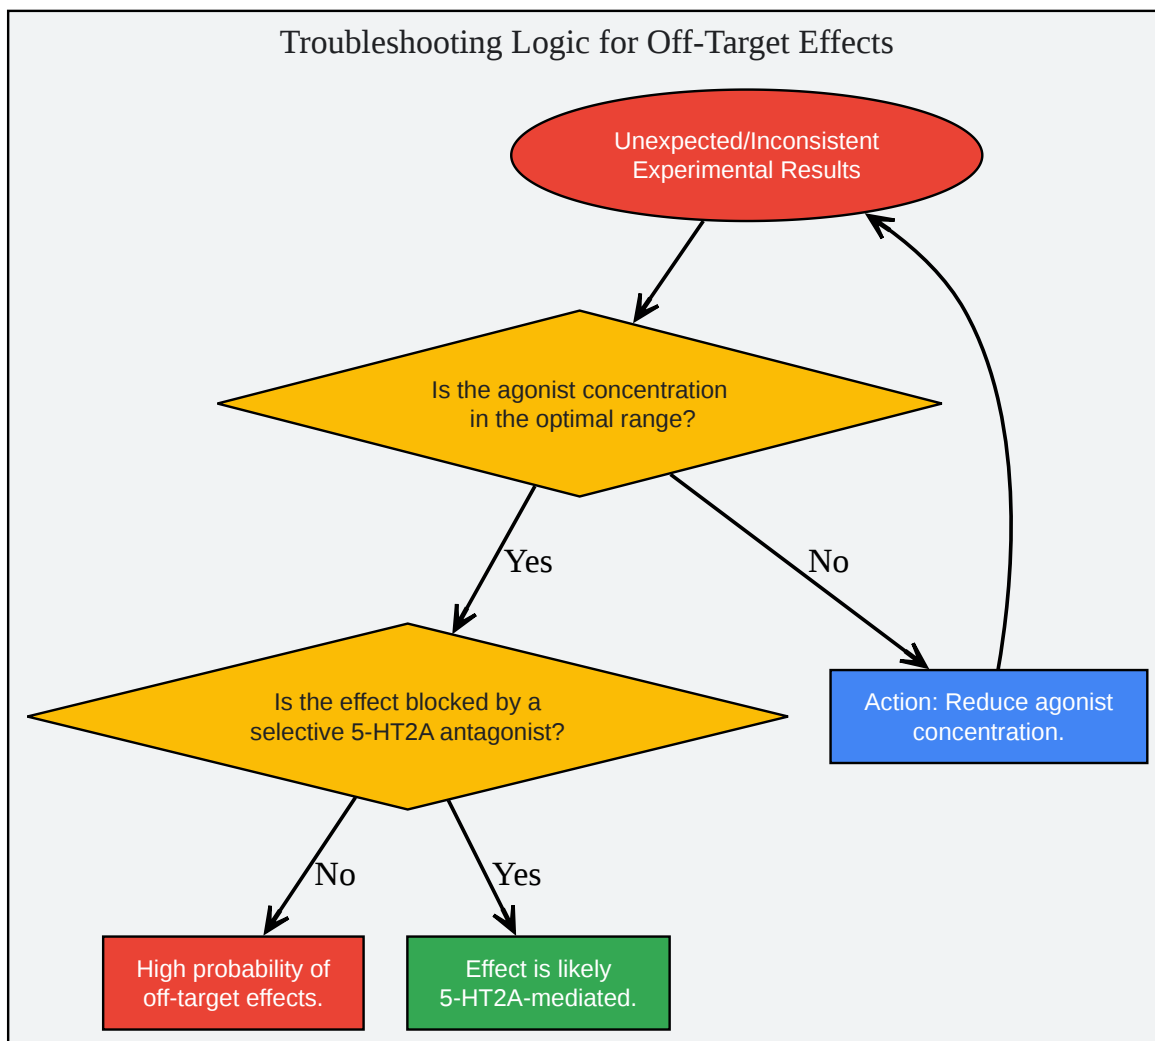 Troubleshooting Logic for Off-Target Effects
Unexpected/Inconsistent
Experimental Results
Is the agonist concentration
in the optimal range?
Yes
No
Is the effect blocked by a
selective 5-HT2A antagonist?
Action: Reduce agonist
concentration.
No
Yes
High probability of
off-target effects.
Effect is likely
5-HT2A-mediated.